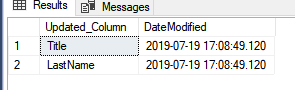 Results Messages
Updated_Column DateModified
1 Title 2019-07-19 17:08:49.120
2 LastName 2019-07-19 17:08:49.120